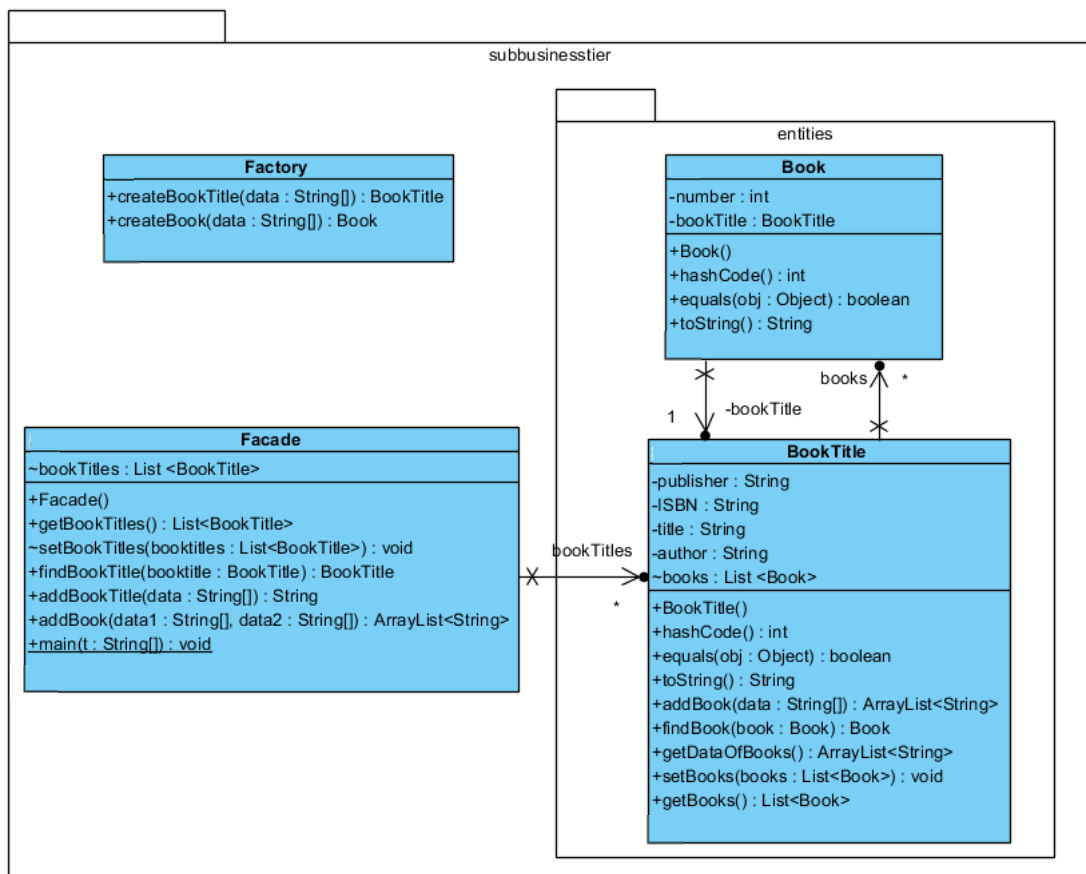 subbusinesstier
entities
Factory
+createBookTitle(data : String[]) : BookTitle
+createBook(data : String[]) : Book
Book
-number : int
-bookTitle : BookTitle
+Book()
+hashCode() : int
+equals(obj : Object) : boolean
+toString() : String
books
*
1
-bookTitle
Facade
~bookTitles : List <BookTitle>
+Facade()
+getBookTitles() : List<BookTitle>
~setBookTitles(booktitles : List<BookTitle>) : void
+findBookTitle(booktitle : BookTitle) : BookTitle
+addBookTitle(data : String[]) : String
+addBook(data1 : String[], data2 : String[]) : ArrayList<String>
+main(t : String[]) : void
bookTitles
*
BookTitle
-publisher : String
-ISBN : String
-title : String
-author : String
~books : List <Book>
+BookTitle()
+hashCode() : int
+equals(obj : Object) : boolean
+toString() : String
+addBook(data : String[]) : ArrayList<String>
+findBook(book : Book) : Book
+getDataOfBooks() : ArrayList<String>
+setBooks(books : List<Book>) : void
+getBooks() : List<Book>